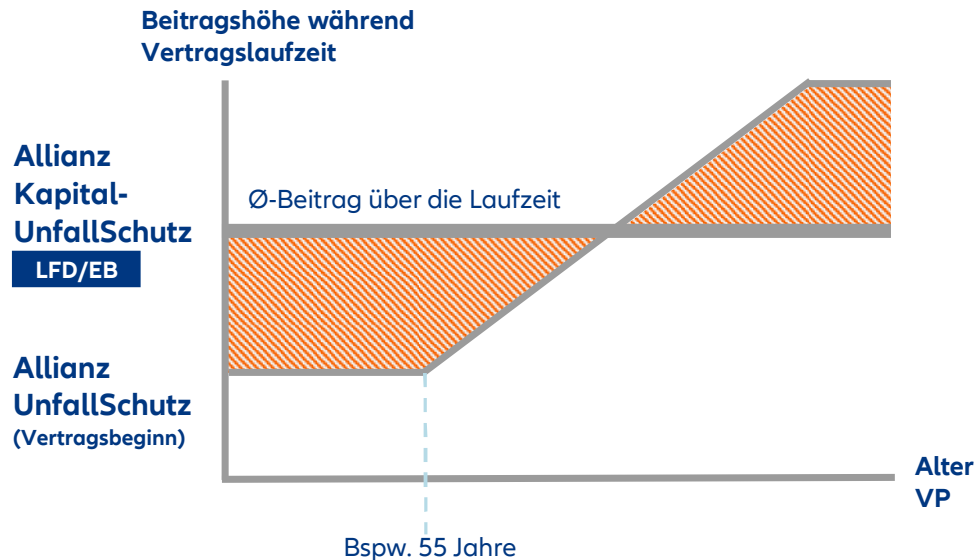 Beitragshöhe während
Vertragslaufzeit
Allianz
Kapital-
UnfallSchutz
LFD/EB
Ø-Beitrag über die Laufzeit
Allianz
UnfallSchutz
(Vertragsbeginn)
Alter
VP
Bspw. 55 Jahre